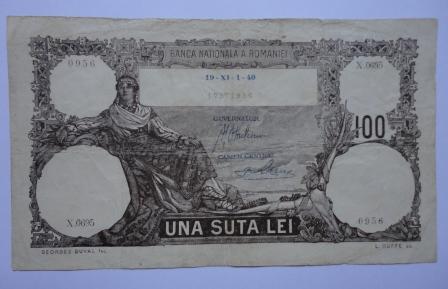 BANCA NATIONALA A ROMANIEI
0956
X.0695
19-XI-1-40
GUVERNATOR
100
CASIER CENTRAL
X.0695
0956
UNA SUTA LEI
GEORGES DUVAL fec.